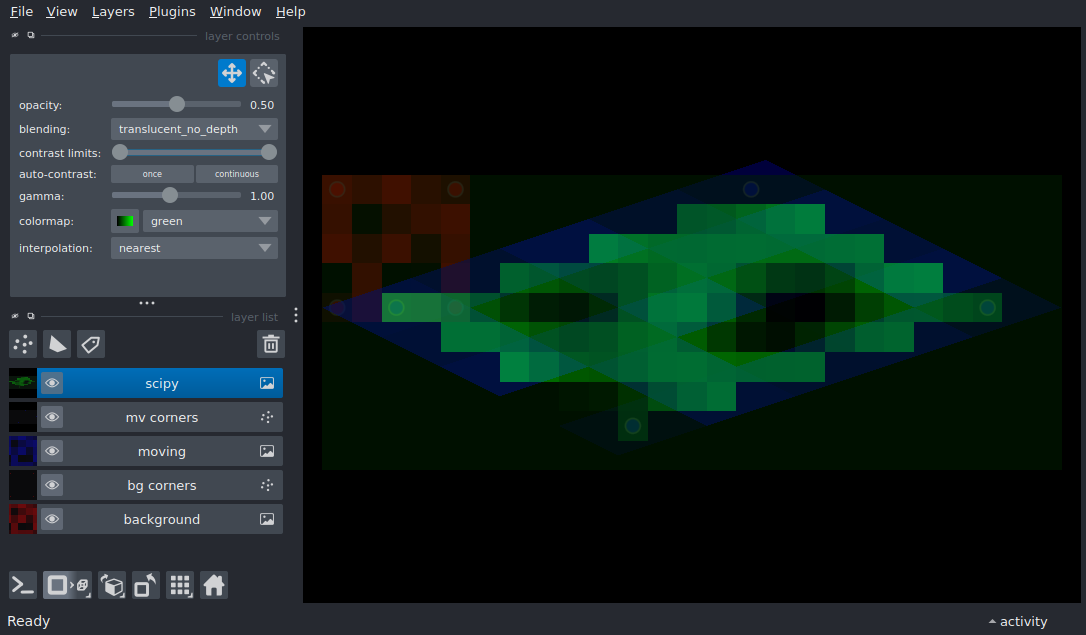 File View Layers Plugins Window Help
layer controls
opacity: 0.50
blending: translucent_no_depth
contrast limits:
auto-contrast: once continuous
gamma: 1.00
colormap: green
interpolation: nearest
layer list
scipy
mv corners
moving
bg corners
background
Ready activity